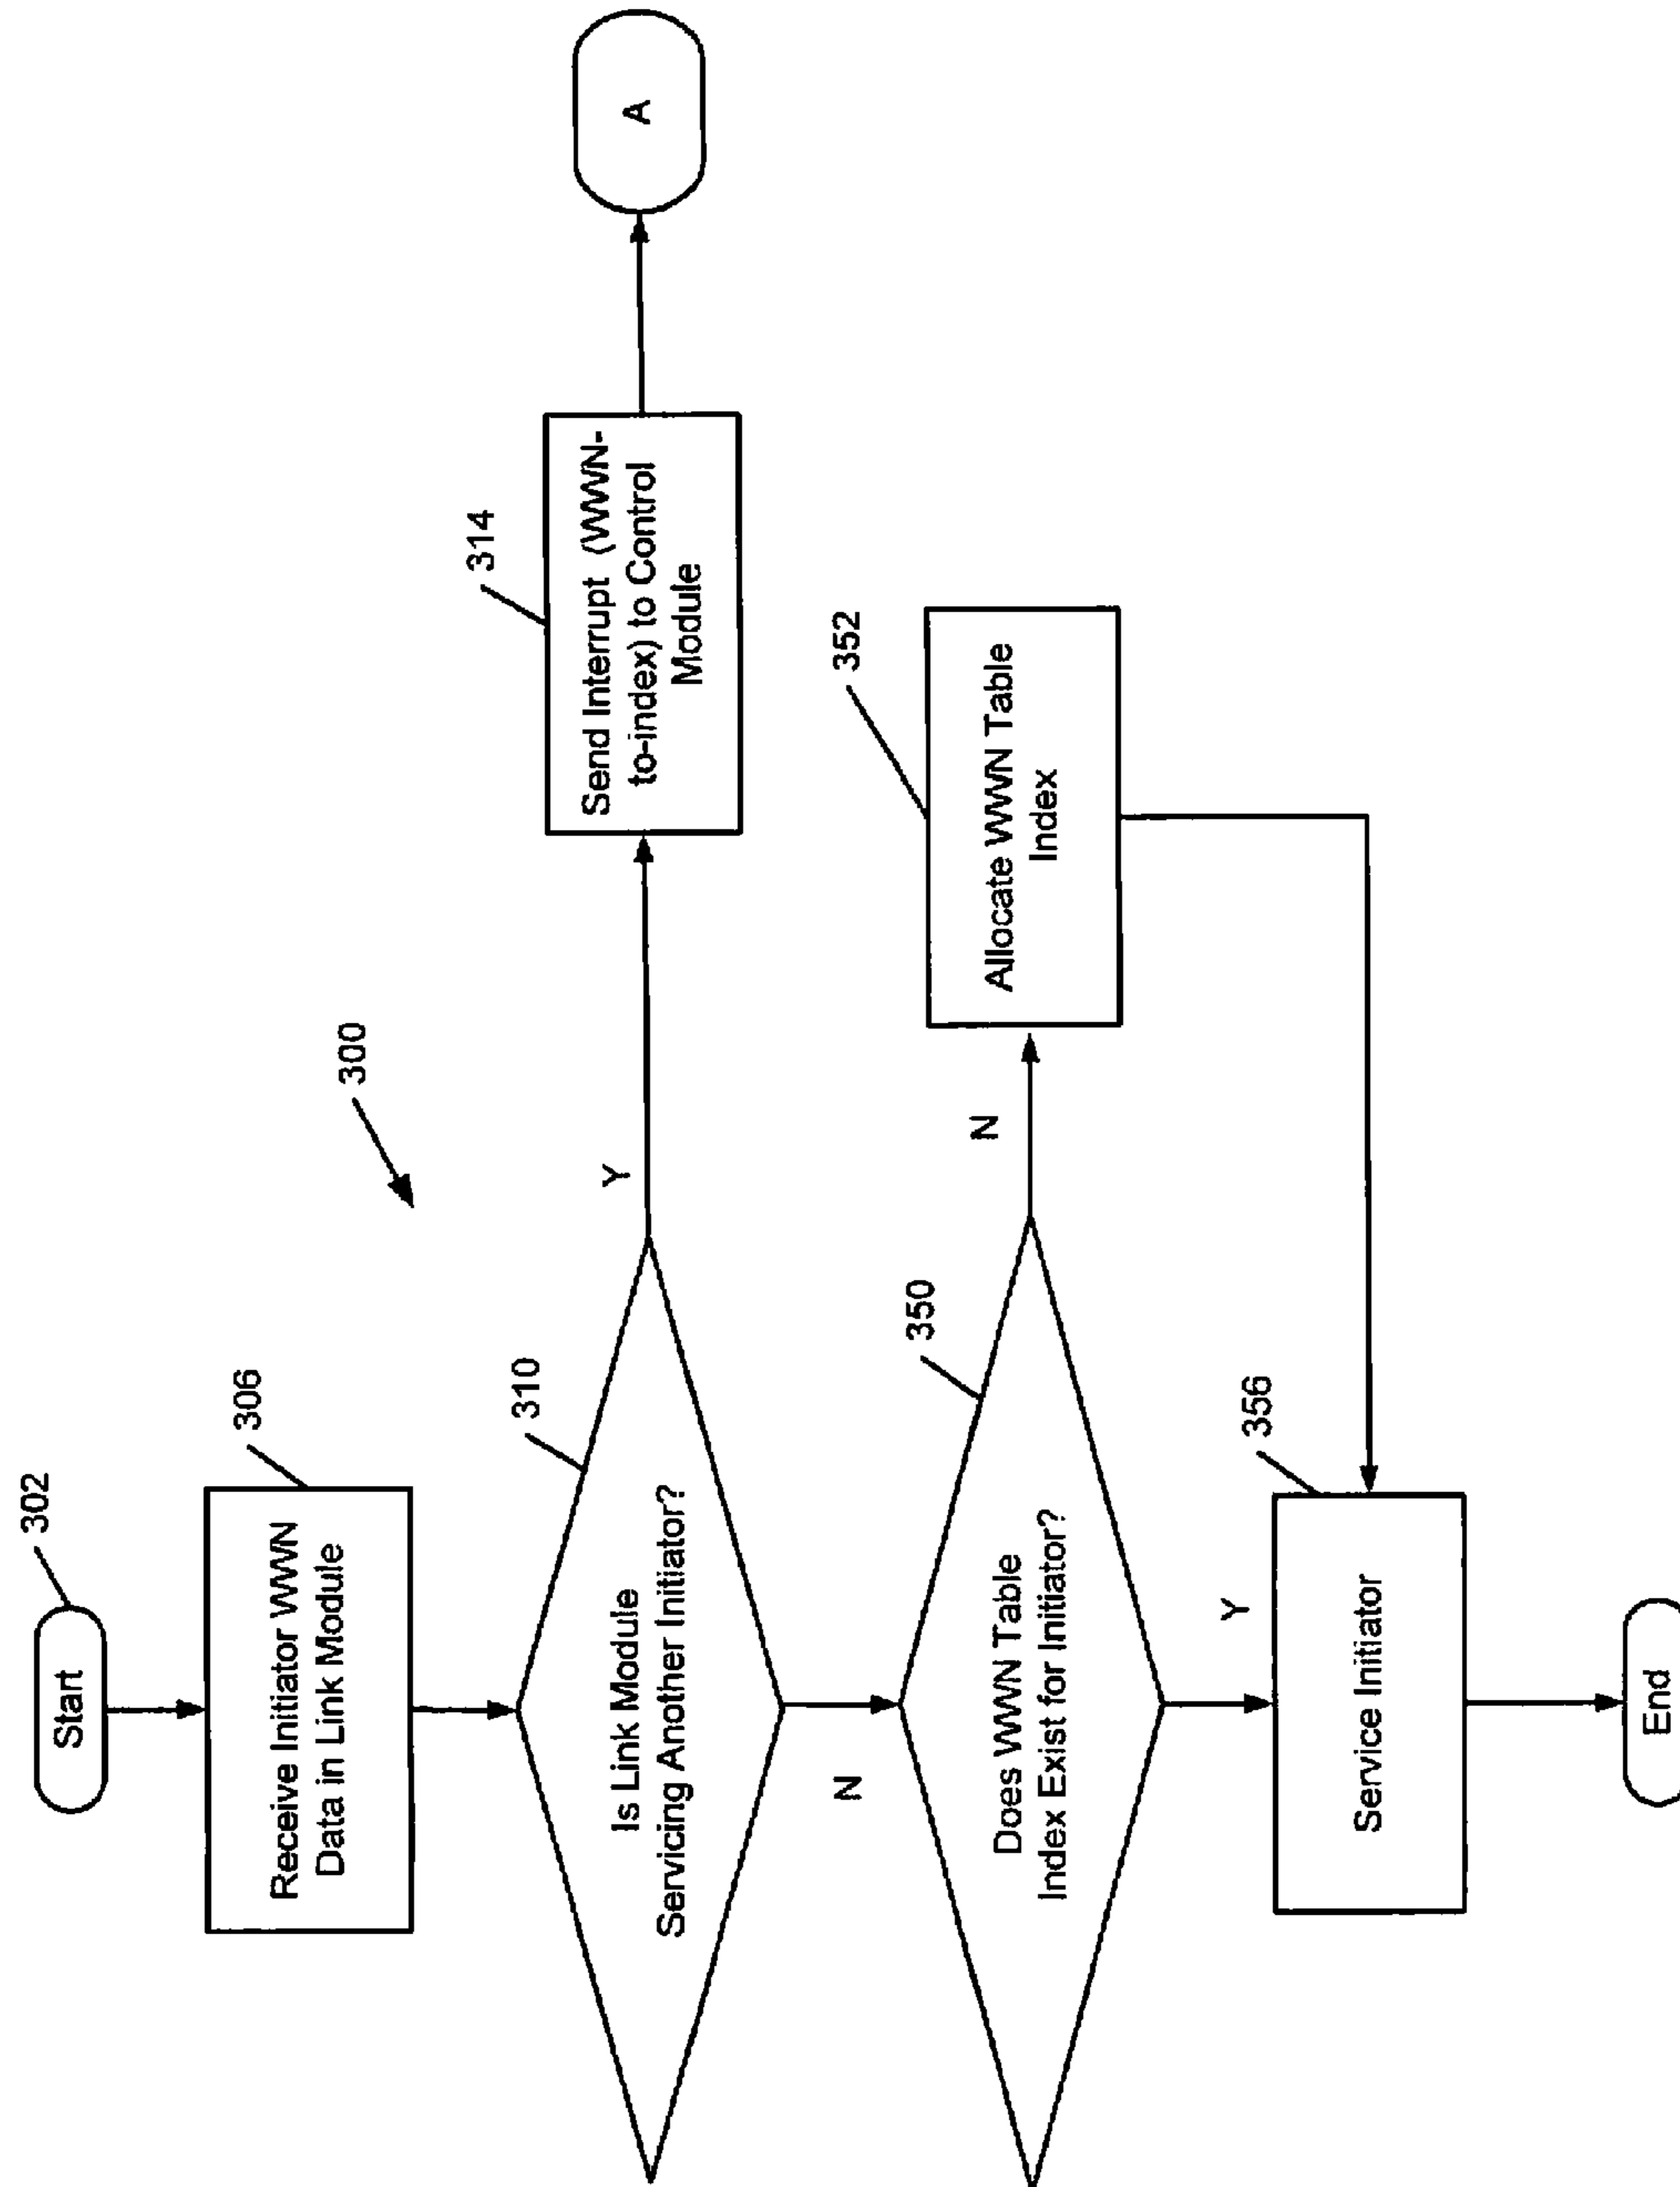 302
Start
306
Receive Initiator WWN
Data in Link Module
300
310
Is Link Module
Servicing Another Initiator?
Y
314
Send Interrupt (WWN-
to-index) to Control
Module
A
N
350
Does WWN Table
Index Exist for Initiator?
N
352
Allocate WWN Table
Index
Y
356
Service Initiator
End